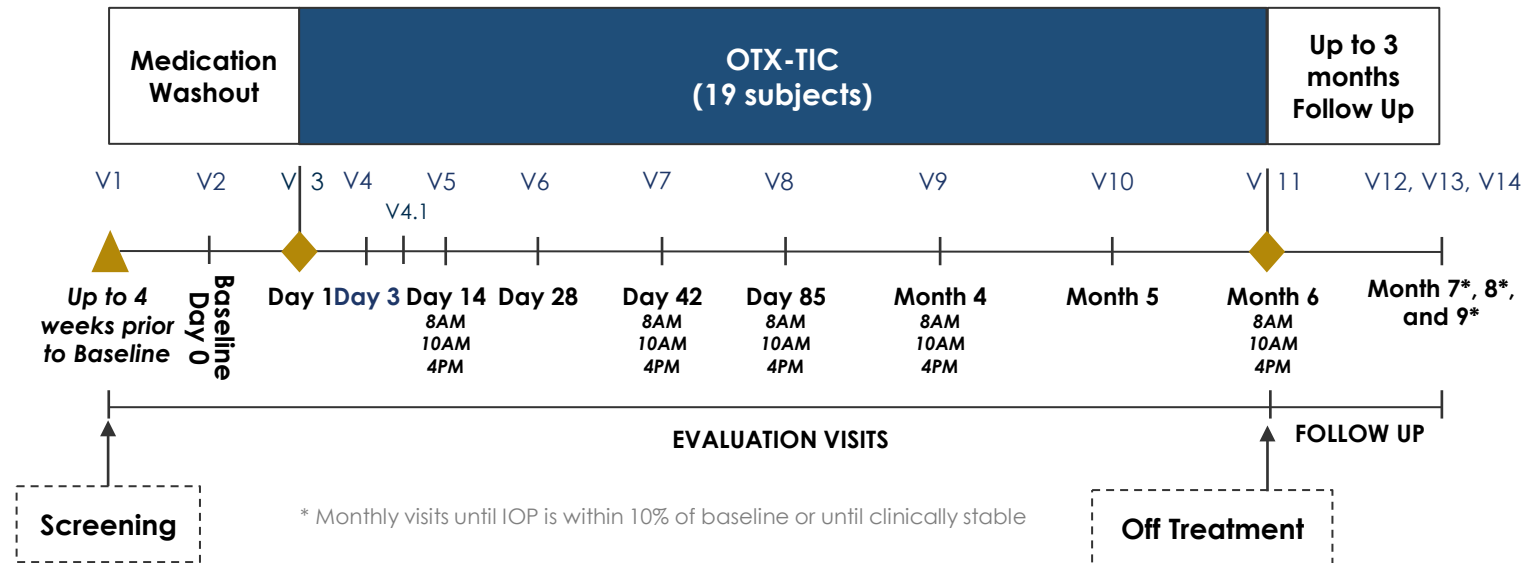 Medication
Washout
OTX-TIC
(19 subjects)
Up to 3
months
Follow Up
V1 V2 V 3 V4 V5 V6 V7 V8 V9 V10 V 11 V12, V13, V14
V4.1
Up to 4
weeks prior
to Baseline
Baseline
Day 0
Day 1 Day 3 Day 14 Day 28 Day 42 Day 85 Month 4 Month 5 Month 6
Month 7*, 8*,
and 9*
8AM 8AM 8AM 8AM 8AM
10AM 10AM 10AM 10AM 10AM
4PM 4PM 4PM 4PM 4PM
EVALUATION VISITS FOLLOW UP
Screening
* Monthly visits until IOP is within 10% of baseline or until clinically stable
Off Treatment